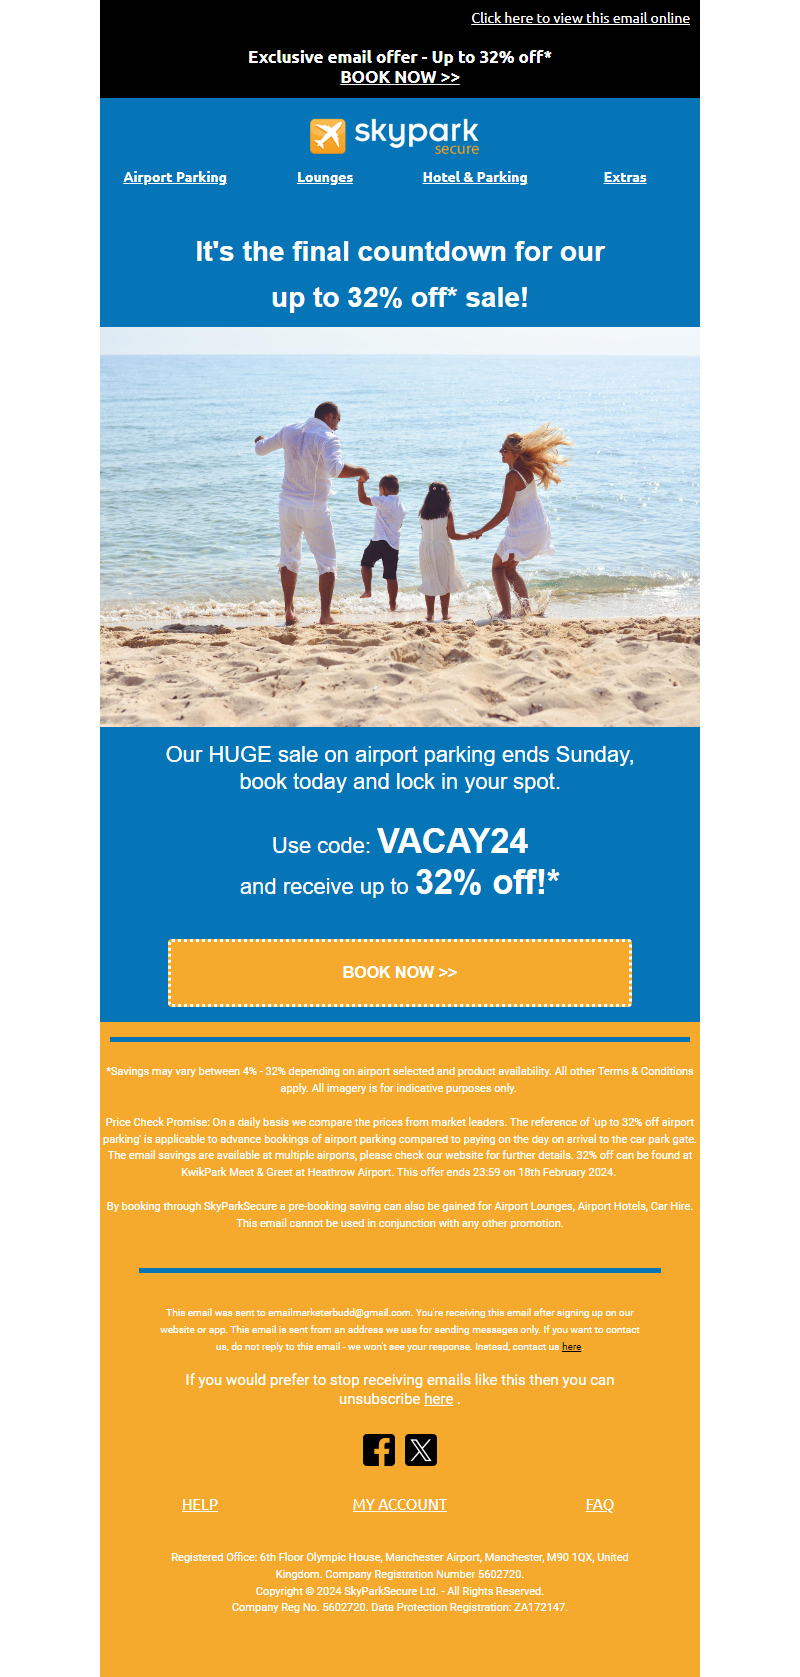 Click here to view this email online
Exclusive email offer - Up to 32% off*
BOOK NOW >>
skypark
secure
Airport Parking
Lounges
Hotel & Parking
Extras
It's the final countdown for our
up to 32% off* sale!
Our HUGE sale on airport parking ends Sunday,
book today and lock in your spot.
Use code: VACAY24
and receive up to 32% off!*
BOOK NOW >>
*Savings may vary between 4% - 32% depending on airport selected and product availability. All other Terms & Conditions
apply. All imagery is for indicative purposes only.
Price Check Promise: On a daily basis we compare the prices from market leaders. The reference of 'up to 32% off airport
parking' is applicable to advance bookings of airport parking compared to paying on the day on arrival to the car park gate.
The email savings are available at multiple airports, please check our website for further details. 32% off can be found at
KwikPark Meet & Greet at Heathrow Airport. This offer ends 23:59 on 18th February 2024.
By booking through SkyParkSecure a pre-booking saving can also be gained for Airport Lounges, Airport Hotels, Car Hire.
This email cannot be used in conjunction with any other promotion.
This email was sent to emailmarketerbudd@gmail.com. You're receiving this email after signing up on our
website or app. This email is sent from an address we use for sending messages only. If you want to contact
us, do not reply to this email - we won't see your response. Instead, contact us here
If you would prefer to stop receiving emails like this then you can
unsubscribe here .
HELP
MY ACCOUNT
FAQ
Registered Office: 6th Floor Olympic House, Manchester Airport, Manchester, M90 1QX, United
Kingdom. Company Registration Number 5602720.
Copyright © 2024 SkyParkSecure Ltd. - All Rights Reserved.
Company Reg No. 5602720. Data Protection Registration: ZA172147.